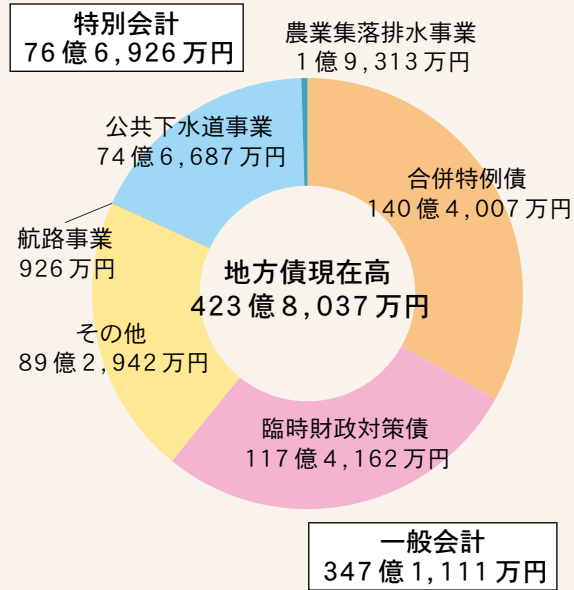 特別会計
76億6,926万円
農業集落排水事業
1億9,313万円
公共下水道事業
74億6,687万円
合併特例債
140億4,007万円
航路事業
926万円
地方債現在高
423億8,037万円
その他
89億2,942万円
臨時財政対策債
117億4,162万円
一般会計
347億1,111万円